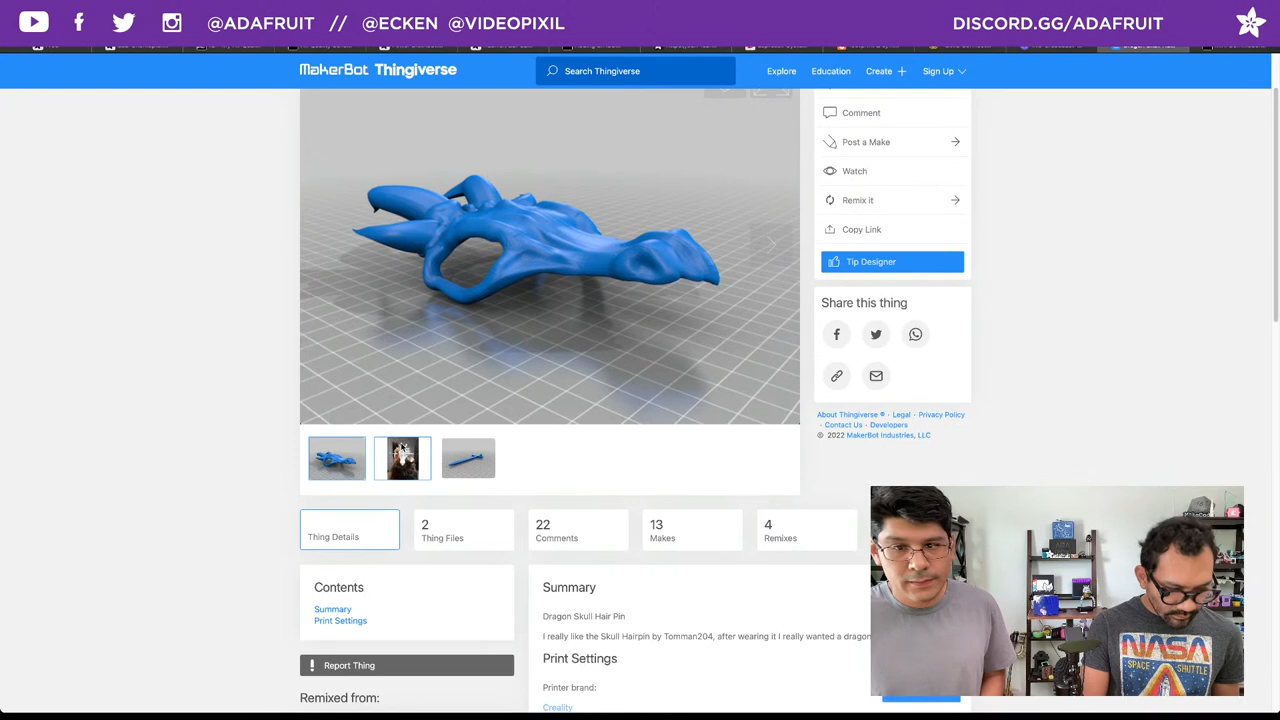 @ADAFRUIT // @ECKEN @VIDEOPIXIL
DISCORD.GG/ADAFRUIT
MakerBot Thingiverse
Search Thingiverse
Explore
Education
Create
Sign Up
Comment
Post a Make
Watch
Remix it
Copy Link
Tip Designer
Share this thing
About Thingiverse ® · Legal · Privacy Policy
· Contact Us · Developers
© 2022 MakerBot Industries, LLC
Thing Details
2
Thing Files
22
Comments
13
Makes
4
Remixes
Contents
Summary
Print Settings
Report Thing
Remixed from:
Summary
Dragon Skull Hair Pin
I really like the Skull Hairpin by Tomman204, after wearing it I really wanted a dragon
Print Settings
Printer brand:
Creality
NASA
SPACE SHUTTLE